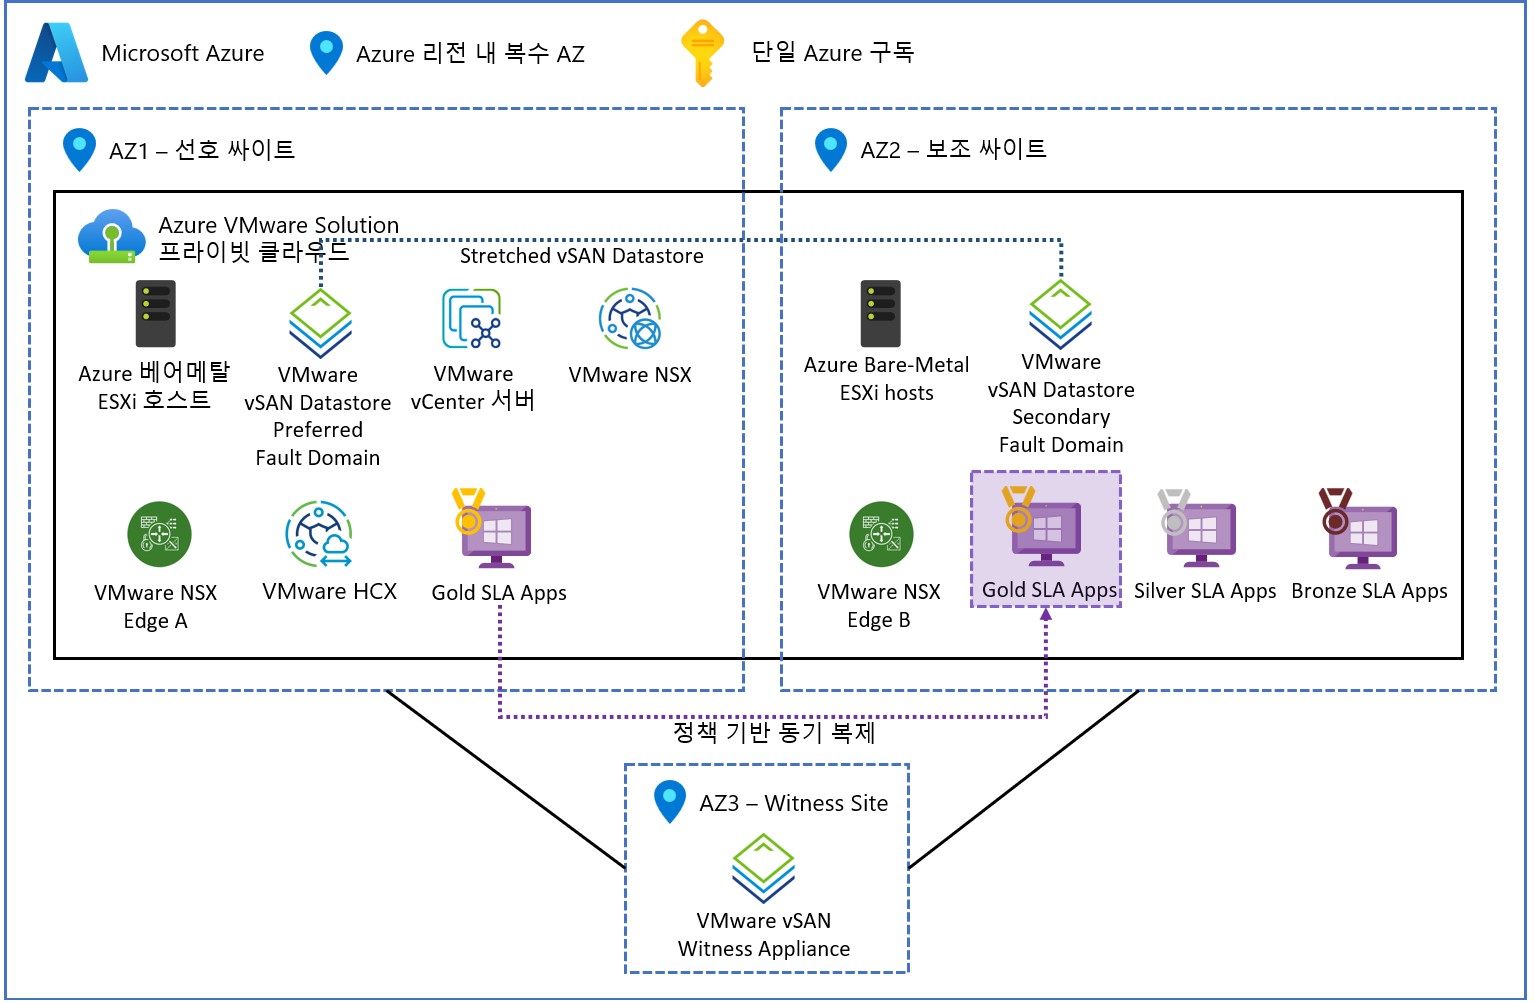 Microsoft Azure
Azure 리전 내 복수 AZ
단일 Azure 구독
AZ1 – 선호 싸이트
AZ2 – 보조 싸이트
Azure VMware Solution
프라이빗 클라우드
Stretched vSAN Datastore
Azure 베어메탈
ESXi 호스트
VMware
vSAN Datastore
Preferred
Fault Domain
VMware
vCenter 서버
VMware NSX
Azure Bare-Metal
ESXi hosts
VMware
vSAN Datastore
Secondary
Fault Domain
VMware NSX
Edge A
VMware HCX
Gold SLA Apps
VMware NSX
Edge B
Gold SLA Apps
Silver SLA Apps
Bronze SLA Apps
정책 기반 동기 복제
AZ3 – Witness Site
VMware vSAN
Witness Appliance